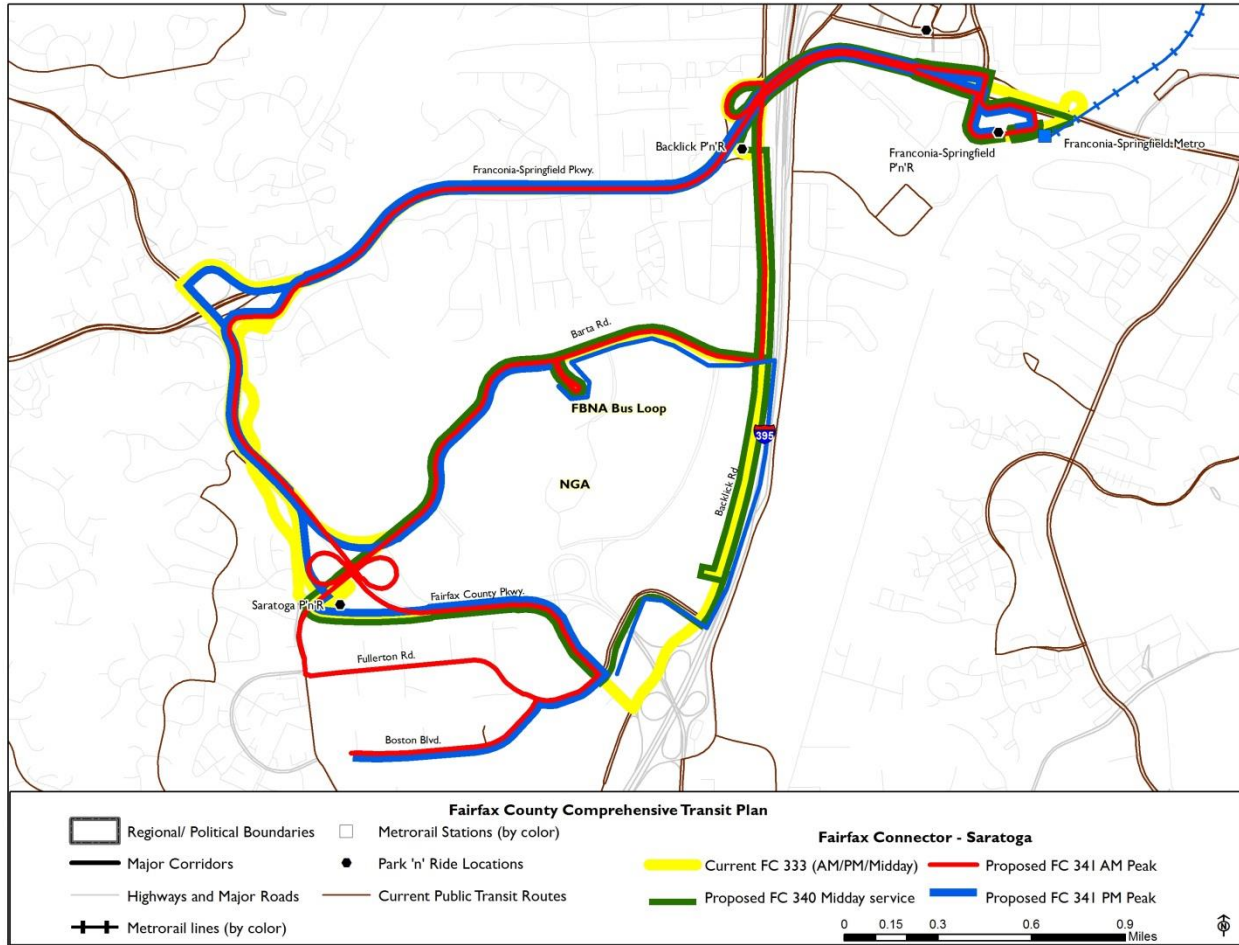 Backlick P'n'R
Franconia-Springfield Pkwy.
Franconia-Springfield
P'n'R
Franconia-Springfield Metro
Barta Rd.
FBNA Bus Loop
395
NGA
Backlick Rd
Saratoga P'n'R
Fairfax County Pkwy.
Fullerton Rd.
Boston Blvd.
Fairfax County Comprehensive Transit Plan
Regional/ Political Boundaries
Major Corridors
Highways and Major Roads
Metrorail lines (by color)
Metrorail Stations (by color)
Park 'n' Ride Locations
Current Public Transit Routes
Fairfax Connector - Saratoga
Current FC 333 (AM/PM/Midday)
Proposed FC 340 Midday service
Proposed FC 341 AM Peak
Proposed FC 341 PM Peak
0 0.15 0.3 0.6 0.9
Miles
N